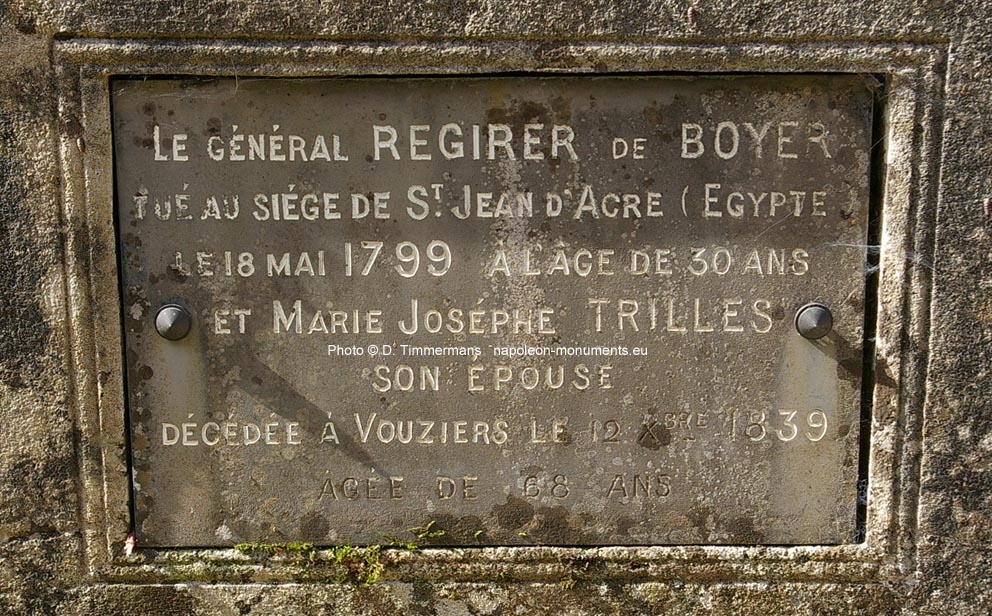 LE GÉNÉRAL REGIRER DE BOYER
TUÉ AU SIÉGE DE ST JEAN D'ACRE ( EGYPTE )
LE 18 MAI 1799 A L'ÂGE DE 30 ANS
ET MARIE JOSÉPHE TRILLES
Photo © D. Timmermans napoleon-monuments.eu
SON EPOUSE
DÉCÉDÉE À VOUZIERS LE 12 XBRE 1839
AGÉE DE 68 ANS